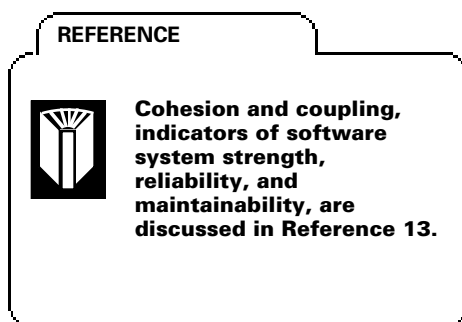 REFERENCE
Cohesion and coupling,
indicators of software
system strength,
reliability, and
maintainability, are
discussed in Reference 13.